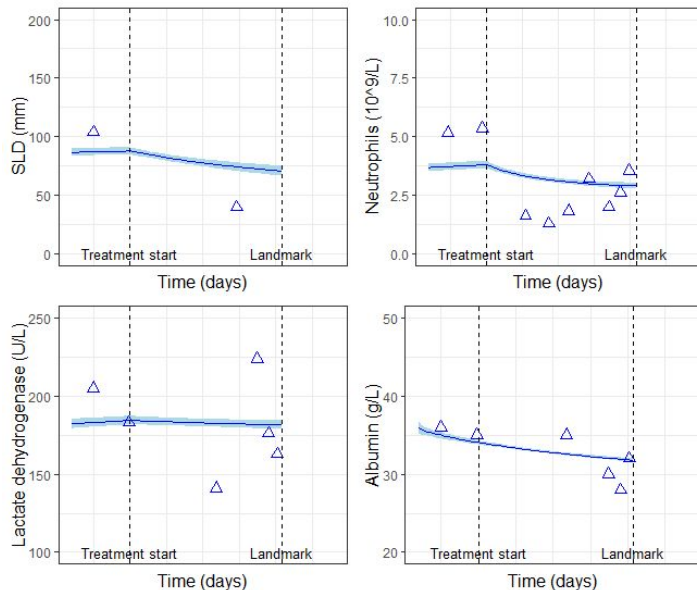 SLD (mm)
200
150
100
50
0
Treatment start
Landmark
Time (days)
Neutrophils (10^9/L)
10.0
7.5
5.0
2.5
0.0
Treatment start
Landmark
Time (days)
Lactate dehydrogenase (U/L)
250
200
150
100
Treatment start
Landmark
Time (days)
Albumin (g/L)
50
40
30
20
Treatment start
Landmark
Time (days)